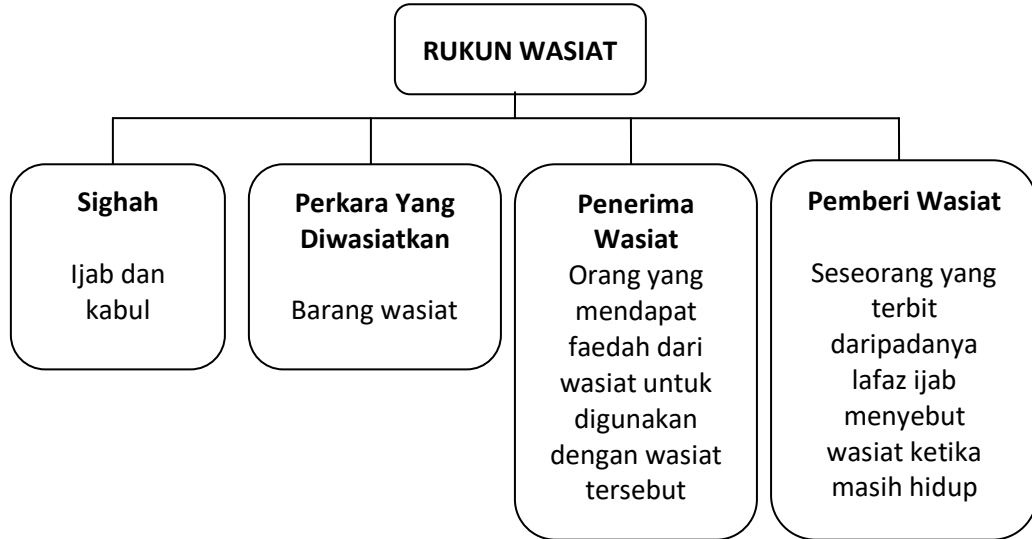 RUKUN WASIAT
Sighah
Ijab dan
kabul
Perkara Yang
Diwasiatkan
Barang wasiat
Penerima
Wasiat
Orang yang
mendapat
faedah dari
wasiat untuk
digunakan
dengan wasiat
tersebut
Pemberi Wasiat
Seseorang yang
terbit
daripadanya
lafaz ijab
menyebut
wasiat ketika
masih hidup